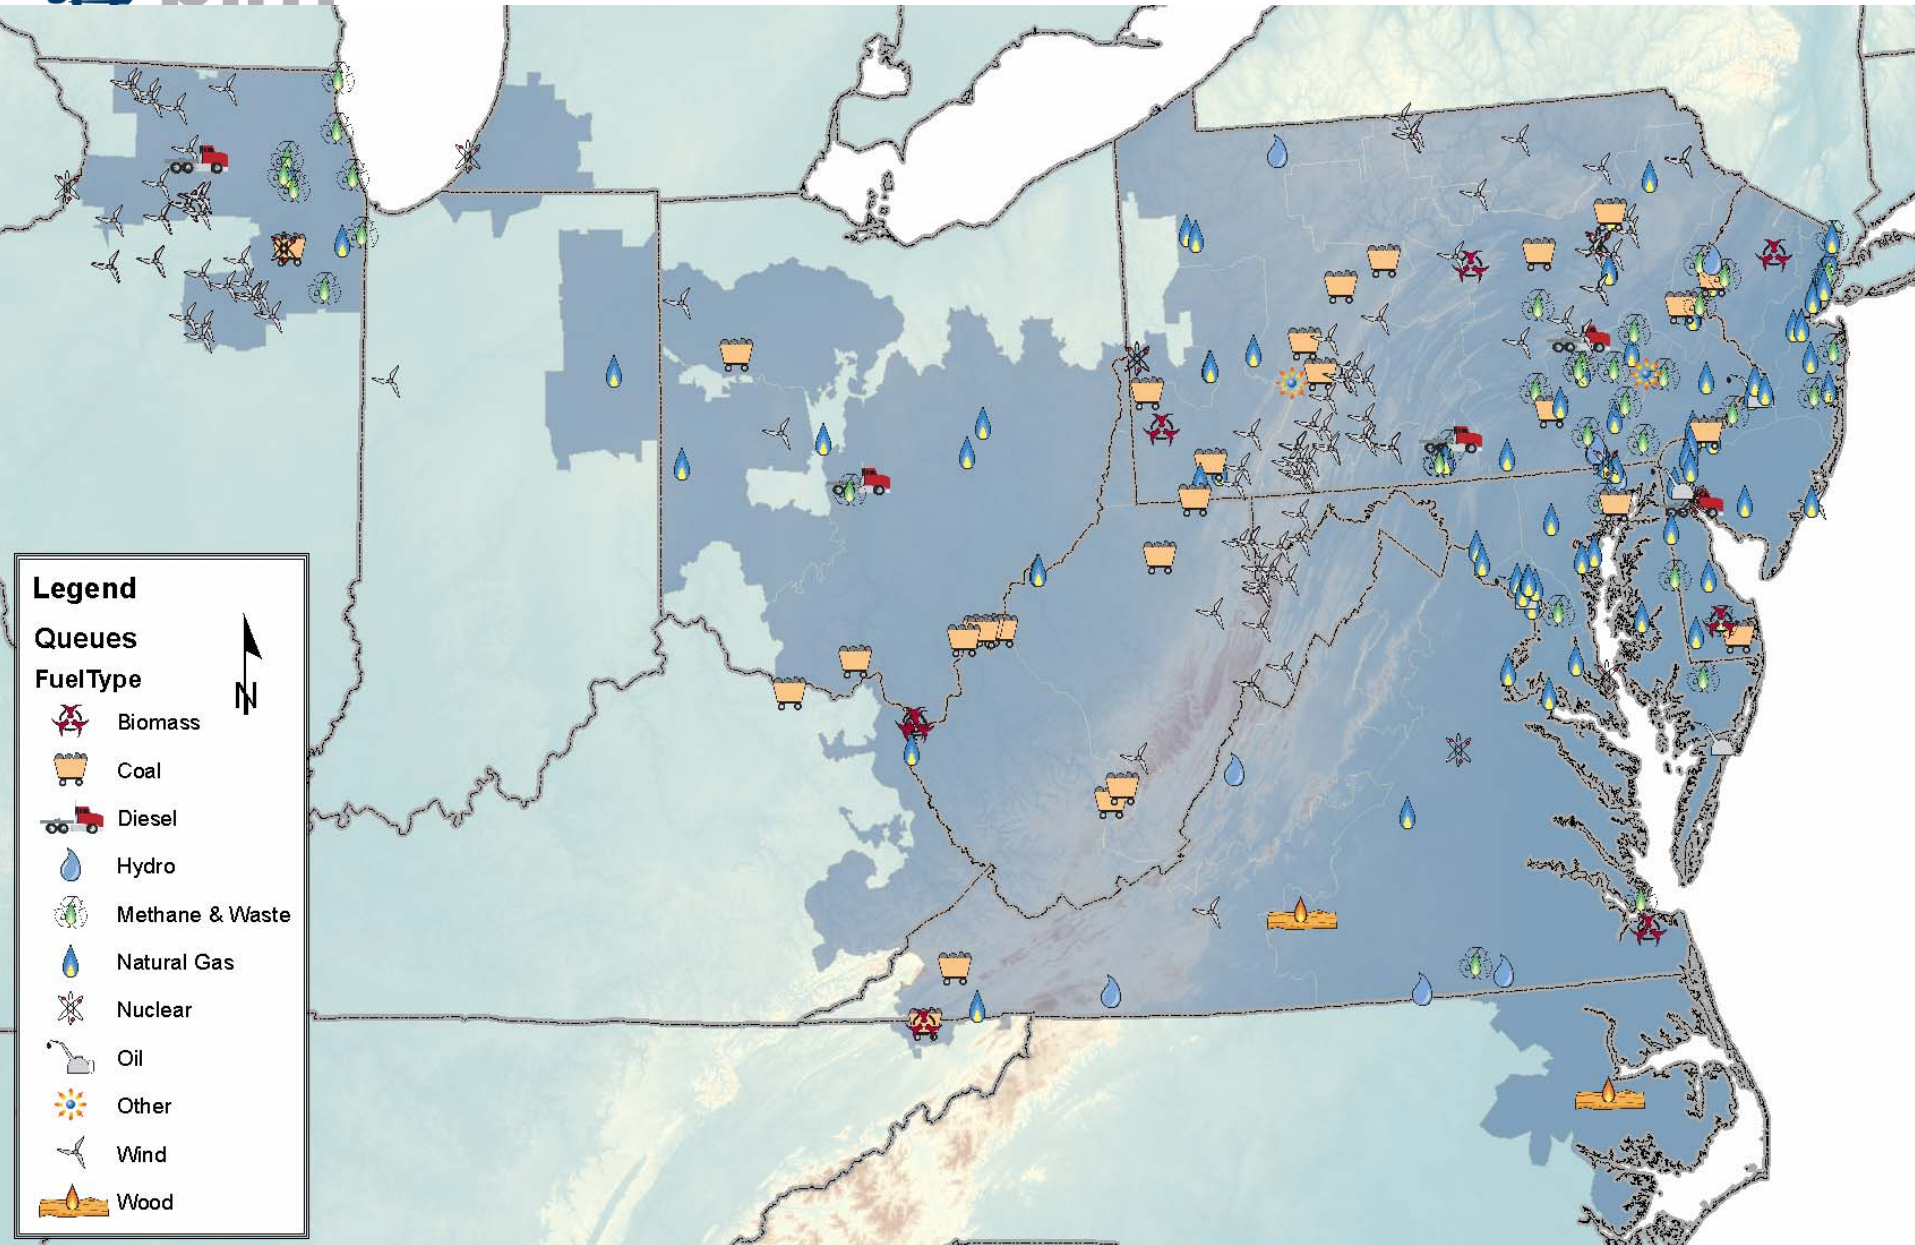 Legend
Queues
N
FuelType
Biomass
Coal
Diesel
Hydro
Methane & Waste
Natural Gas
Nuclear
Oil
Other
Wind
Wood